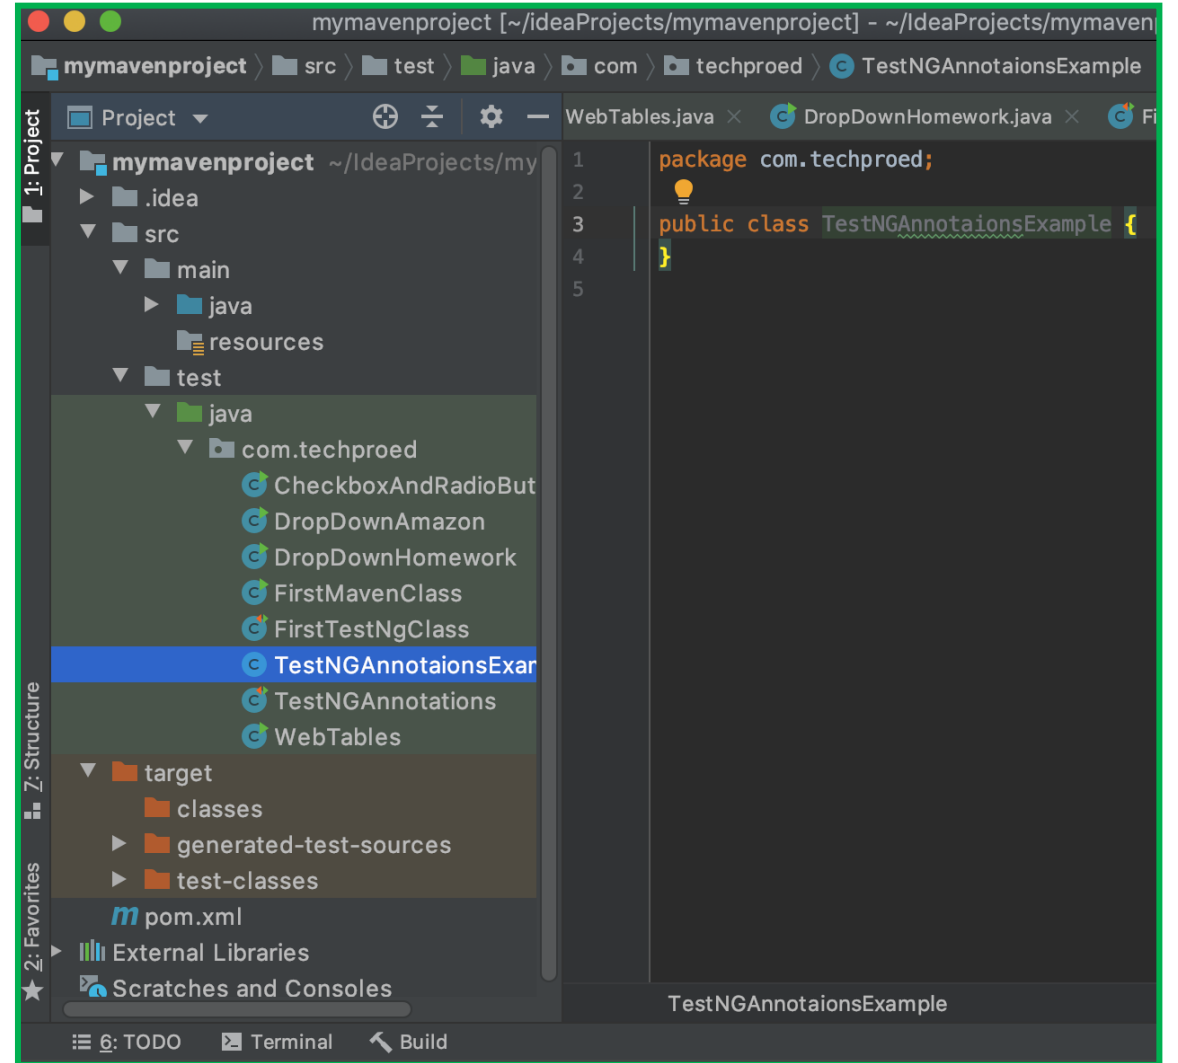 mymavenproject [~/ideaProjects/mymavenproject] - ~/IdeaProjects/mymaven
mymavenproject src test java com techproed TestNGAnnotaionsExample
1: Project
Project
WebTables.java DropDownHomework.java Fi
mymavenproject ~/IdeaProjects/my
.idea
src
main
java
resources
test
java
com.techproed
CheckboxAndRadioBut
DropDownAmazon
DropDownHomework
FirstMavenClass
FirstTestNgClass
TestNGAnnotaionsExar
TestNGAnnotations
WebTables
target
classes
generated-test-sources
test-classes
pom.xml
External Libraries
Scratches and Consoles
7: Structure
2: Favorites
1 package com.techproed;
2
3 public class TestNGAnnotaionsExample {
4 }
5
TestNGAnnotaionsExample
6: TODO Terminal Build